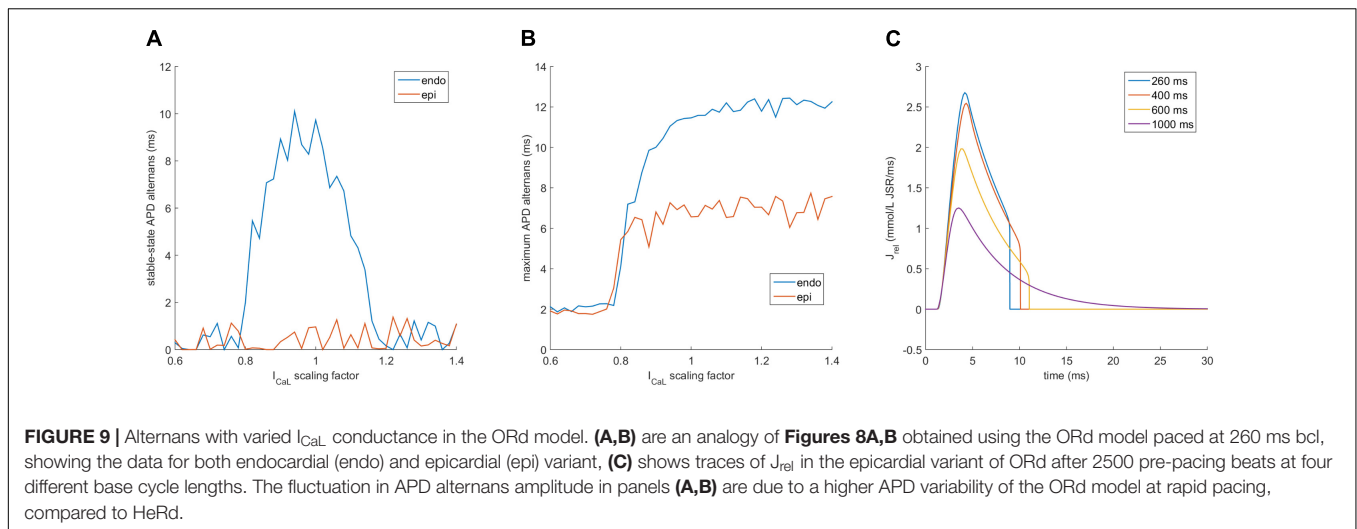 A
stable-state APD alternans (ms)
12
10
8
6
4
2
0
0.6 0.8 1 1.2 1.4
I_CaL scaling factor
endo
epi
B
maximum APD alternans (ms)
14
12
10
8
6
4
2
0
0.6 0.8 1 1.2 1.4
I_CaL scaling factor
endo
epi
C
J_rel (mmol/L JSR/ms)
3
2.5
2
1.5
1
0.5
0
-0.5
0 5 10 15 20 25 30
time (ms)
260 ms
400 ms
600 ms
1000 ms
FIGURE 9 | Alternans with varied I_CaL conductance in the ORd model. (A,B) are an analogy of Figures 8A,B obtained using the ORd model paced at 260 ms bcl,
showing the data for both endocardial (endo) and epicardial (epi) variant, (C) shows traces of J_rel in the epicardial variant of ORd after 2500 pre-pacing beats at four
different base cycle lengths. The fluctuation in APD alternans amplitude in panels (A,B) are due to a higher APD variability of the ORd model at rapid pacing,
compared to HeRd.